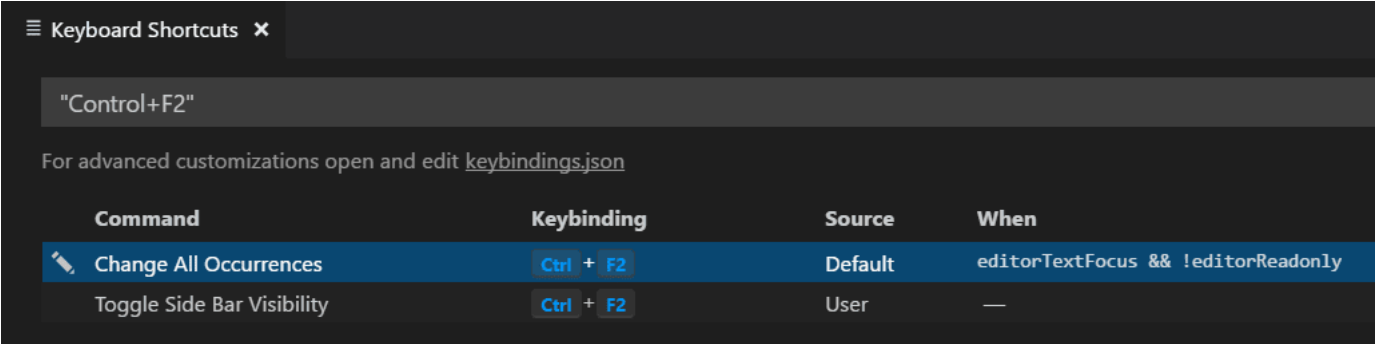 Keyboard Shortcuts ×
"Control+F2"
For advanced customizations open and edit keybindings.json
Command Keybinding Source When
Change All Occurrences Ctrl + F2 Default editorTextFocus && !editorReadonly
Toggle Side Bar Visibility Ctrl + F2 User —